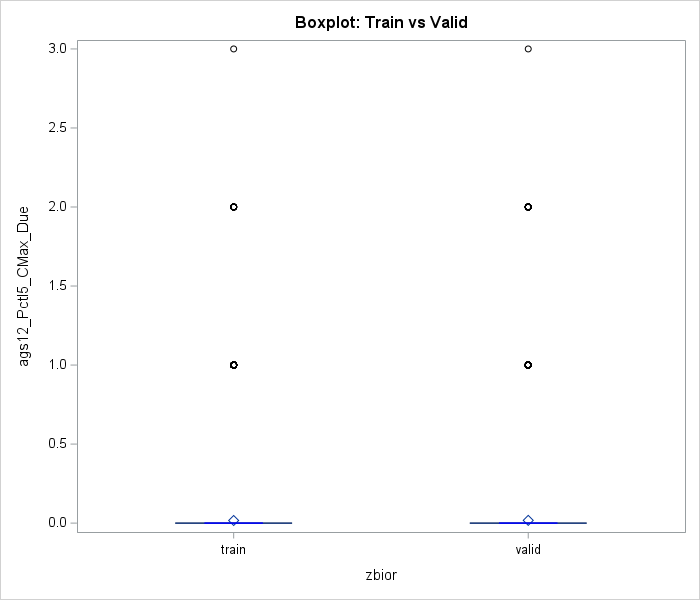 Boxplot: Train vs Valid
3.0
2.5
2.0
1.5
1.0
0.5
0.0
ags12_Pctl5_CMax_Due
train valid
zbior